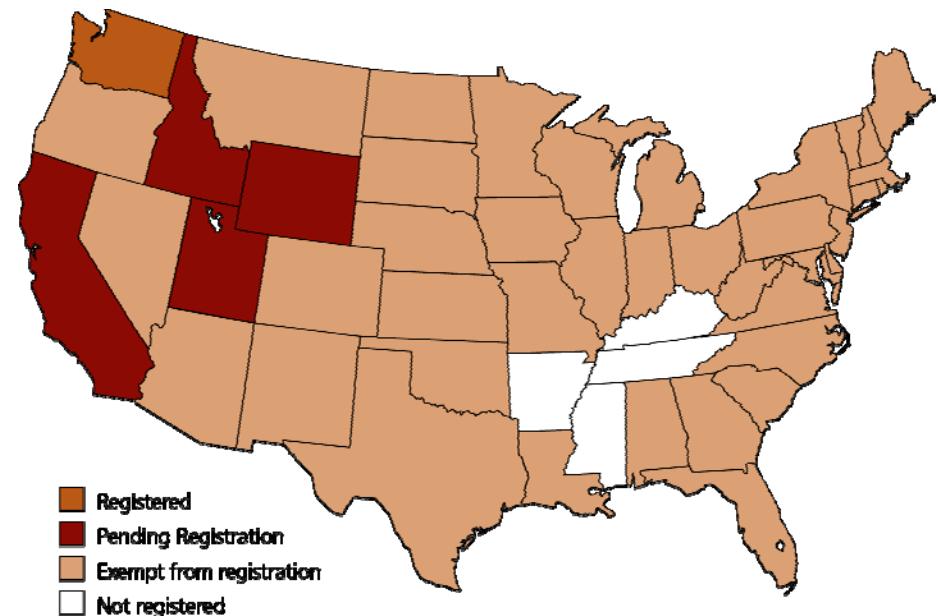 Registered
Pending Registration
Exempt from registration
Not registered